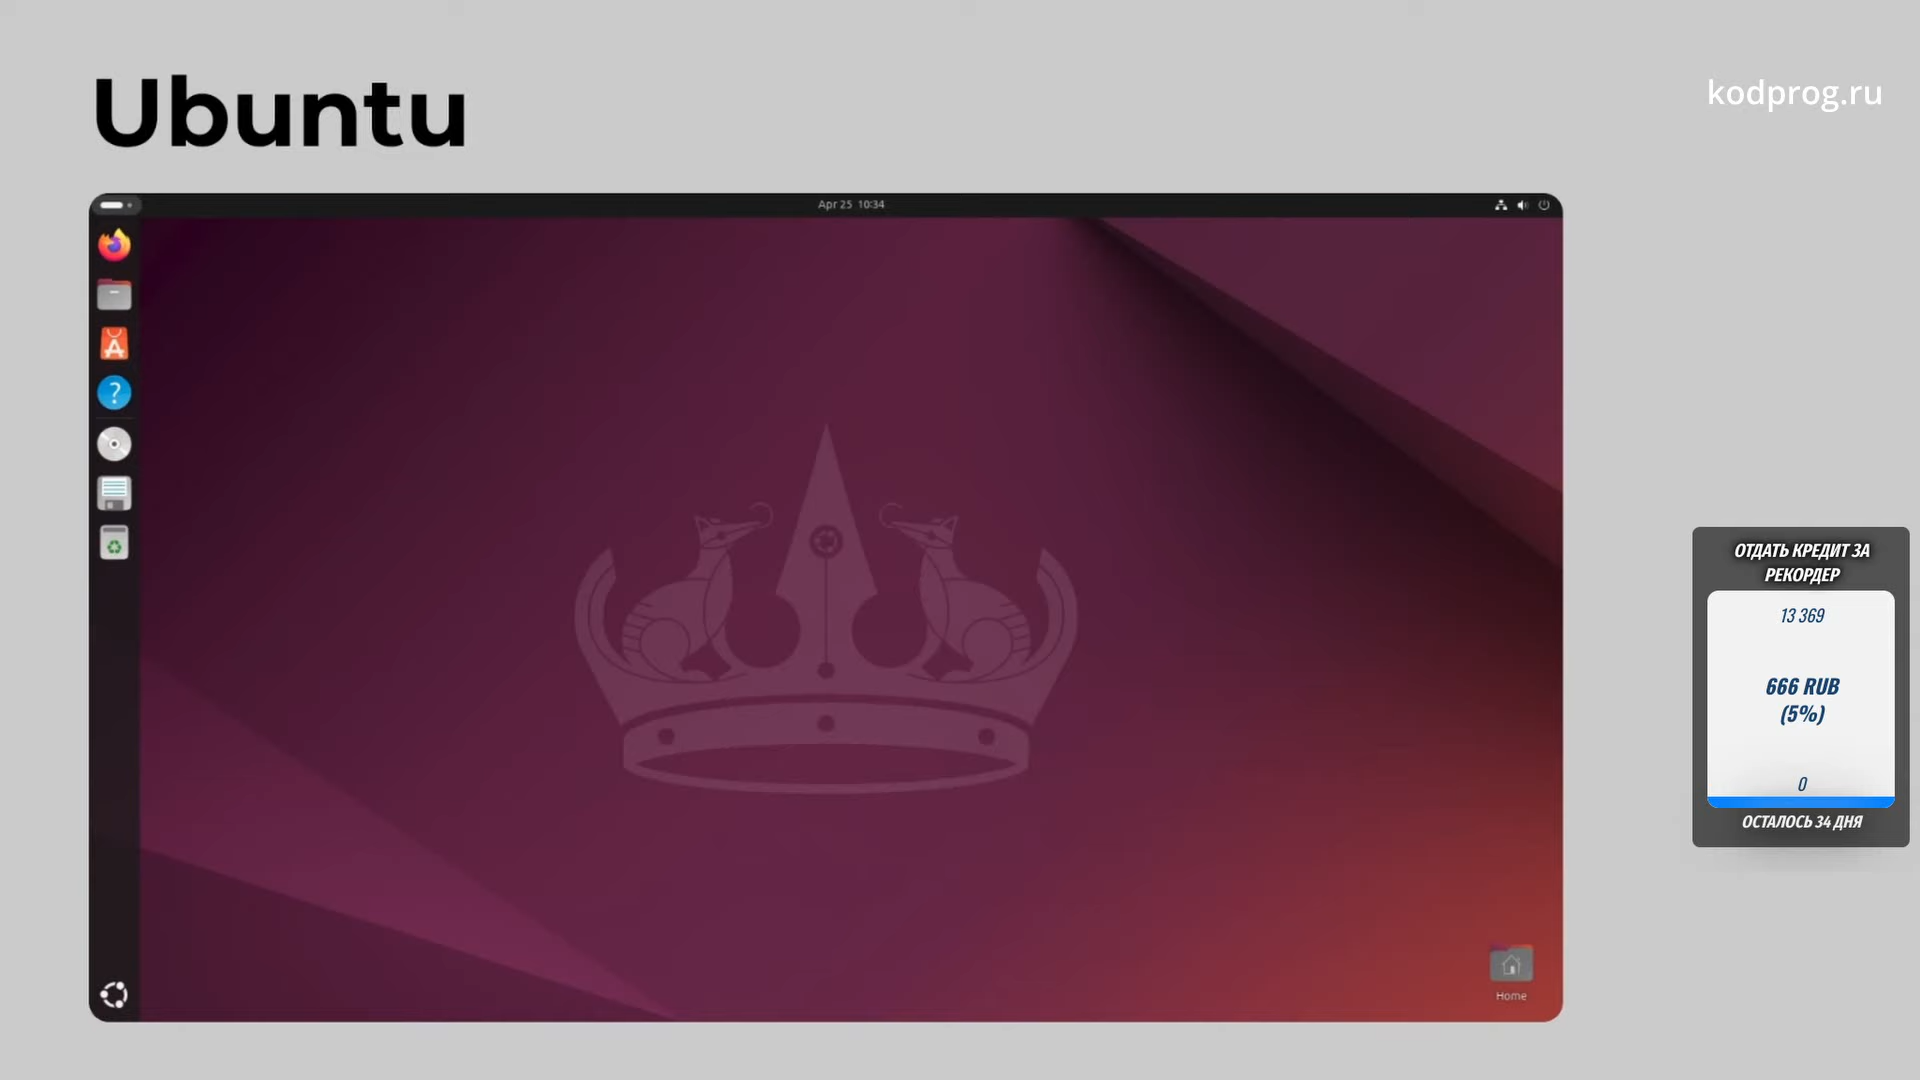 Ubuntu
kodprog.ru
Apr 25 10:34
Home
ОТДАТЬ КРЕДИТ ЗА
РЕКОРДЕР
13 369
666 RUB
(5%)
0
ОСТАЛОСЬ 34 ДНЯ